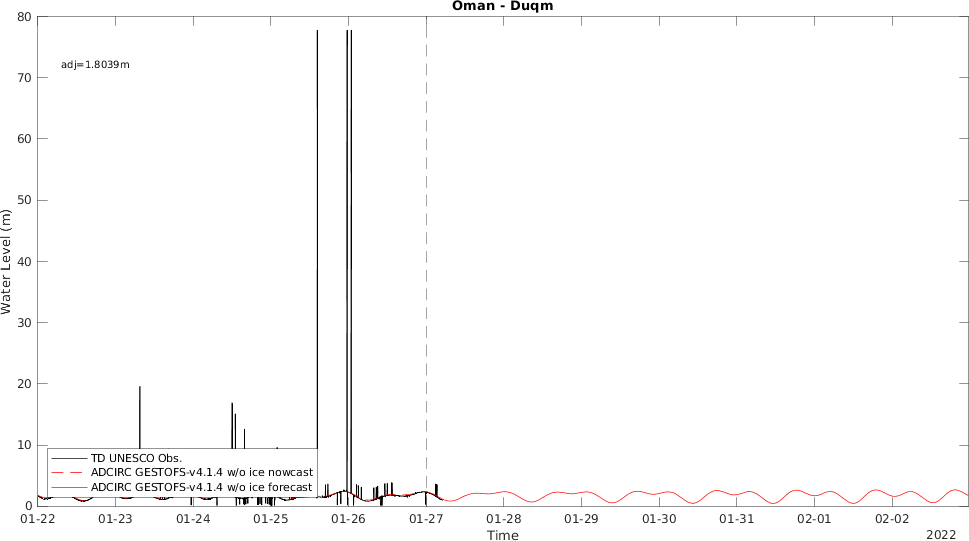 Oman - Duqm
80
adj=1.8039m
70
60
50
40
30
20
10
0
Water Level (m)
TD UNESCO Obs.
ADCIRC GESTOFS-v4.1.4 w/o ice nowcast
ADCIRC GESTOFS-v4.1.4 w/o ice forecast
01-22 01-23 01-24 01-25 01-26 01-27 01-28 01-29 01-30 01-31 02-01 02-02
Time
2022